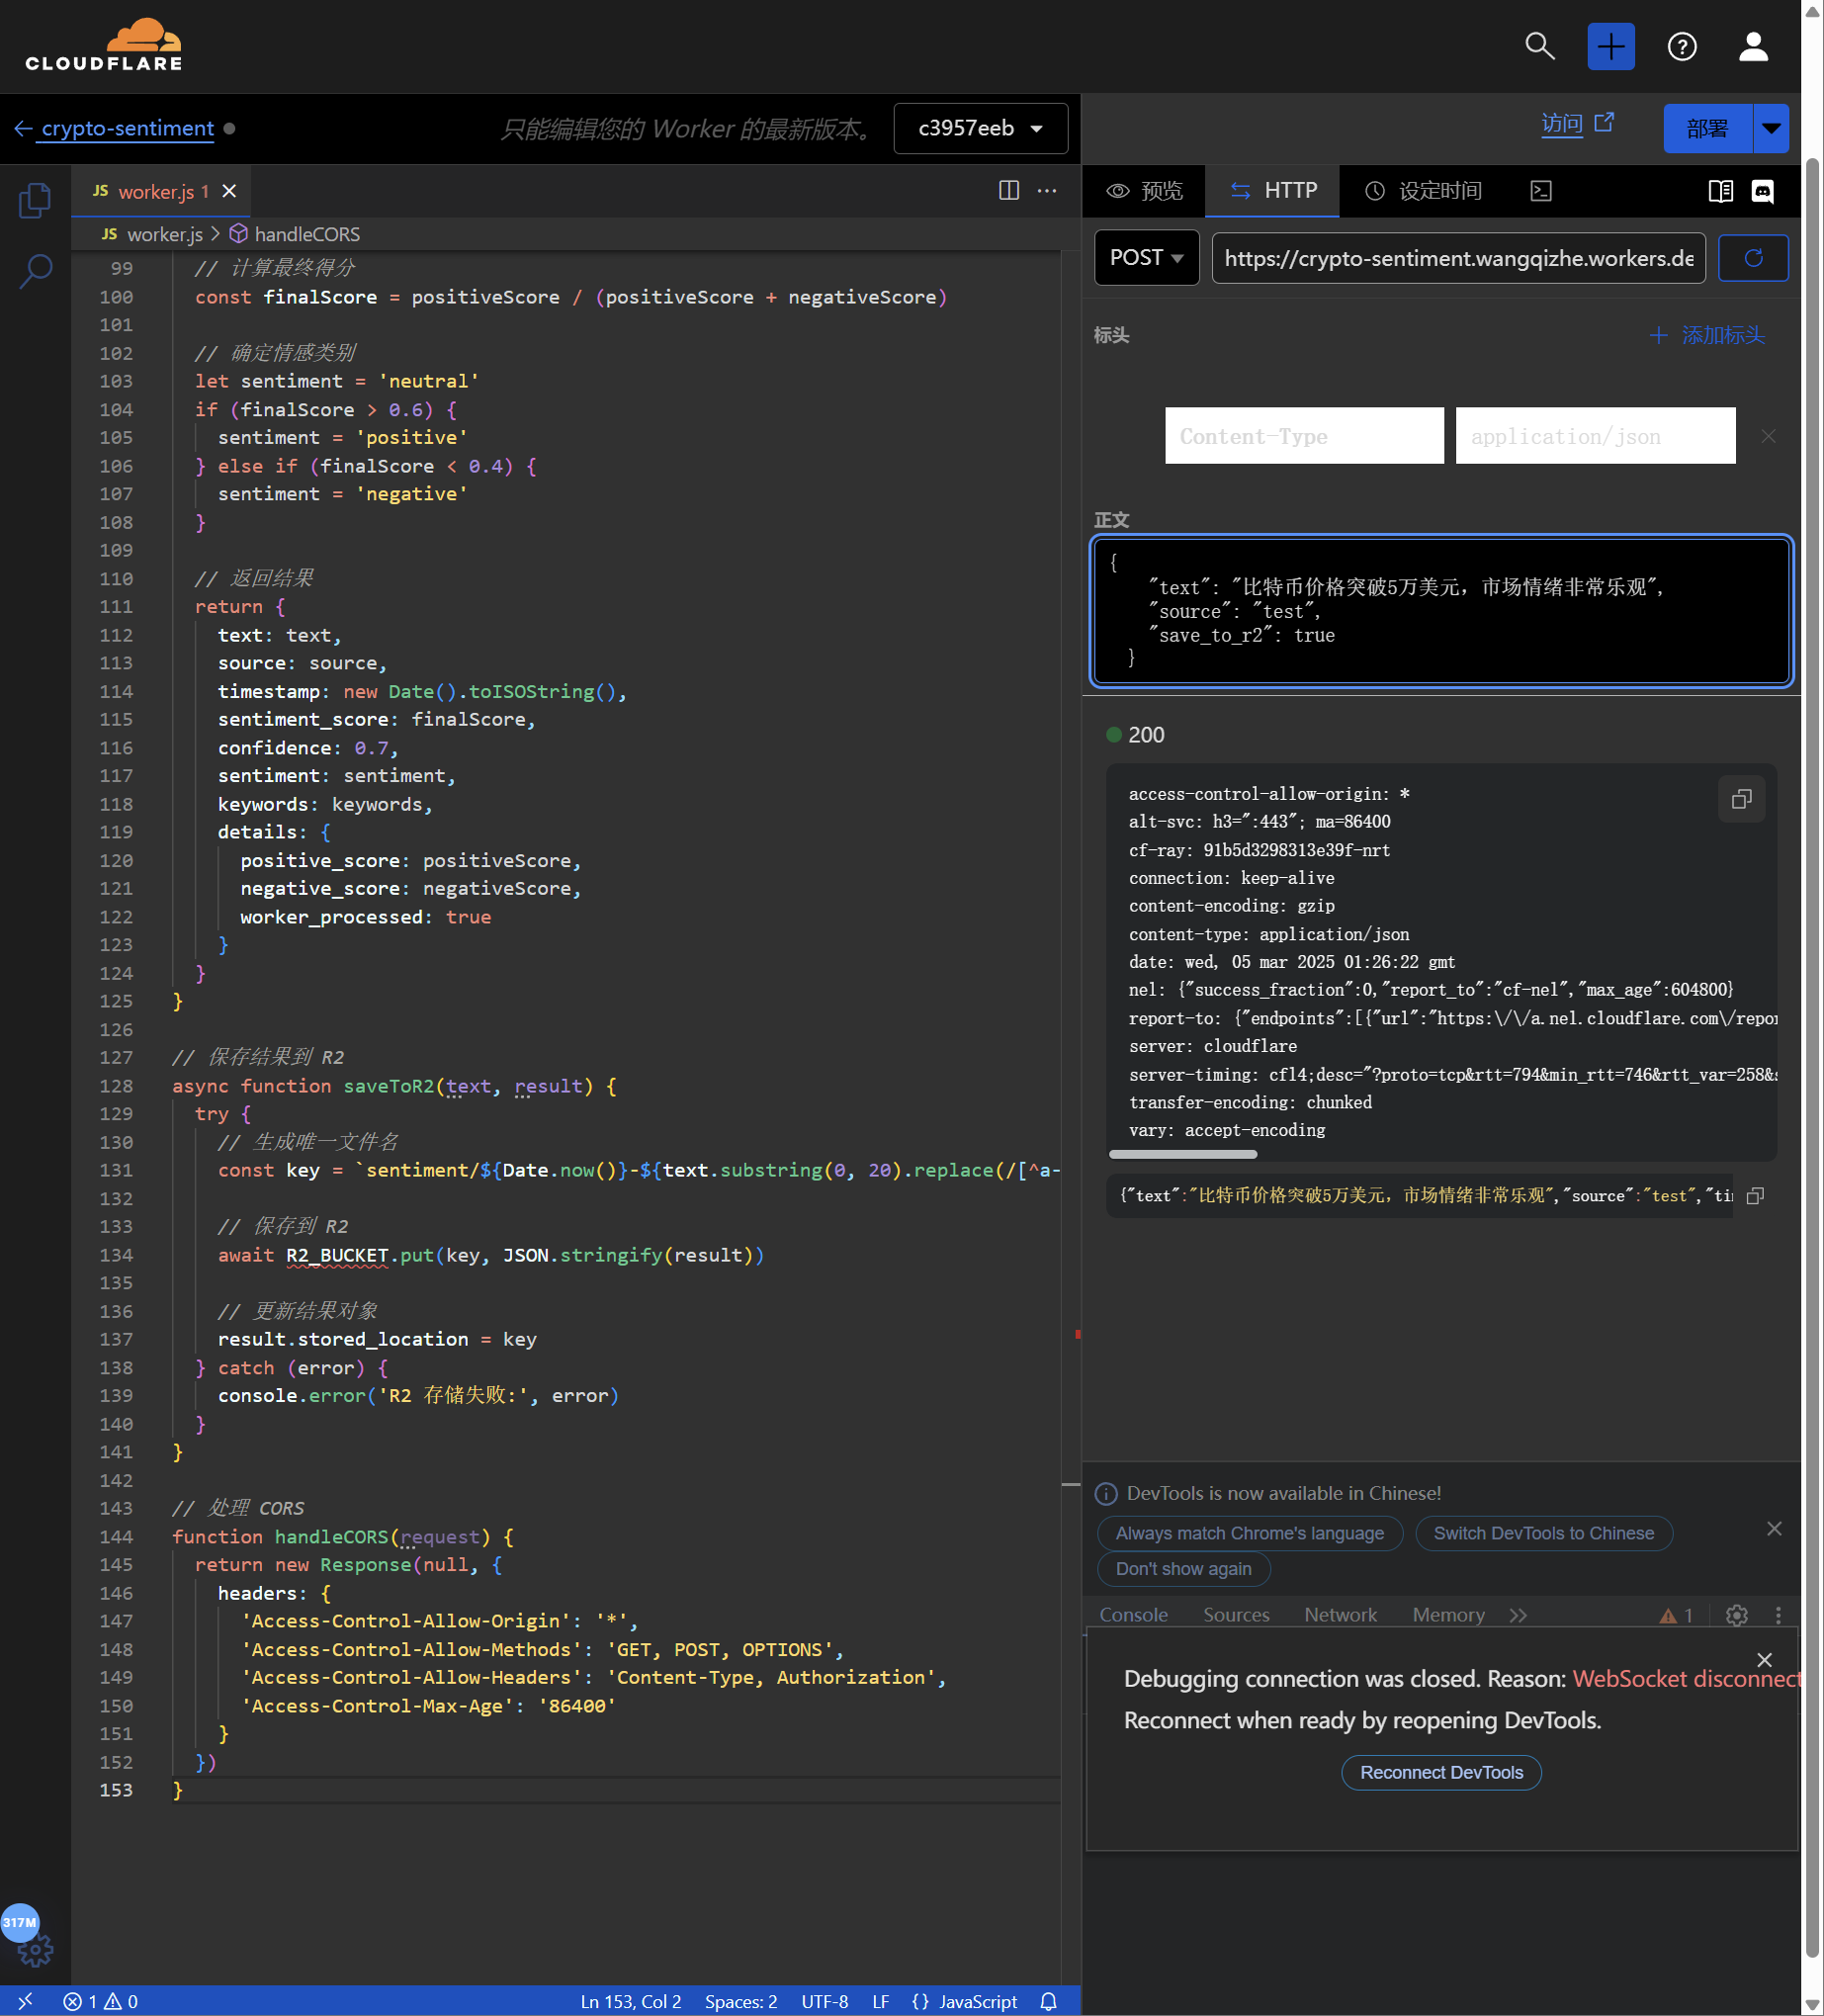 CLOUDFLARE
crypto-sentiment
只能编辑您的 Worker 的最新版本。
c3957eeb
访问
部署
JS worker.js 1
JS worker.js > handleCORS
99 // 计算最终得分
100 const finalScore = positiveScore / (positiveScore + negativeScore)
101
102 // 确定情感类别
103 let sentiment = 'neutral'
104 if (finalScore > 0.6) {
105 sentiment = 'positive'
106 } else if (finalScore < 0.4) {
107 sentiment = 'negative'
108 }
109
110 // 返回结果
111 return {
112 text: text,
113 source: source,
114 timestamp: new Date().toISOString(),
115 sentiment_score: finalScore,
116 confidence: 0.7,
117 sentiment: sentiment,
118 keywords: keywords,
119 details: {
120 positive_score: positiveScore,
121 negative_score: negativeScore,
122 worker_processed: true
123 }
124 }
125 }
126
127 // 保存结果到 R2
128 async function saveToR2(text, result) {
129 try {
130 // 生成唯一文件名
131 const key = `sentiment/${Date.now()}-${text.substring(0, 20).replace(/[^a-
132
133 // 保存到 R2
134 await R2_BUCKET.put(key, JSON.stringify(result))
135
136 // 更新结果对象
137 result.stored_location = key
138 } catch (error) {
139 console.error('R2 存储失败:', error)
140 }
141 }
142
143 // 处理 CORS
144 function handleCORS(request) {
145 return new Response(null, {
146 headers: {
147 'Access-Control-Allow-Origin': '*',
148 'Access-Control-Allow-Methods': 'GET, POST, OPTIONS',
149 'Access-Control-Allow-Headers': 'Content-Type, Authorization',
150 'Access-Control-Max-Age': '86400'
151 }
152 })
153 }
317M
1 0
Ln 153, Col 2 Spaces: 2 UTF-8 LF {} JavaScript
预览 HTTP 设定时间
POST https://crypto-sentiment.wangqizhe.workers.de
标头
添加标头
Content-Type application/json
正文
{
"text": "比特币价格突破5万美元，市场情绪非常乐观",
"source": "test",
"save_to_r2": true
}
200
access-control-allow-origin: *
alt-svc: h3=":443"; ma=86400
cf-ray: 91b5d3298313e39f-nrt
connection: keep-alive
content-encoding: gzip
content-type: application/json
date: wed, 05 mar 2025 01:26:22 gmt
nel: {"success_fraction":0,"report_to":"cf-nel","max_age":604800}
report-to: {"endpoints":[{"url":"https:\/\/a.nel.cloudflare.com\/repor
server: cloudflare
server-timing: cfl4;desc="?proto=tcp&rtt=794&min_rtt=746&rtt_var=258&s
transfer-encoding: chunked
vary: accept-encoding
{"text":"比特币价格突破5万美元，市场情绪非常乐观","source":"test","tim
DevTools is now available in Chinese!
Always match Chrome's language Switch DevTools to Chinese
Don't show again
Console Sources Network Memory 1
Debugging connection was closed. Reason: WebSocket disconnect
Reconnect when ready by reopening DevTools.
Reconnect DevTools